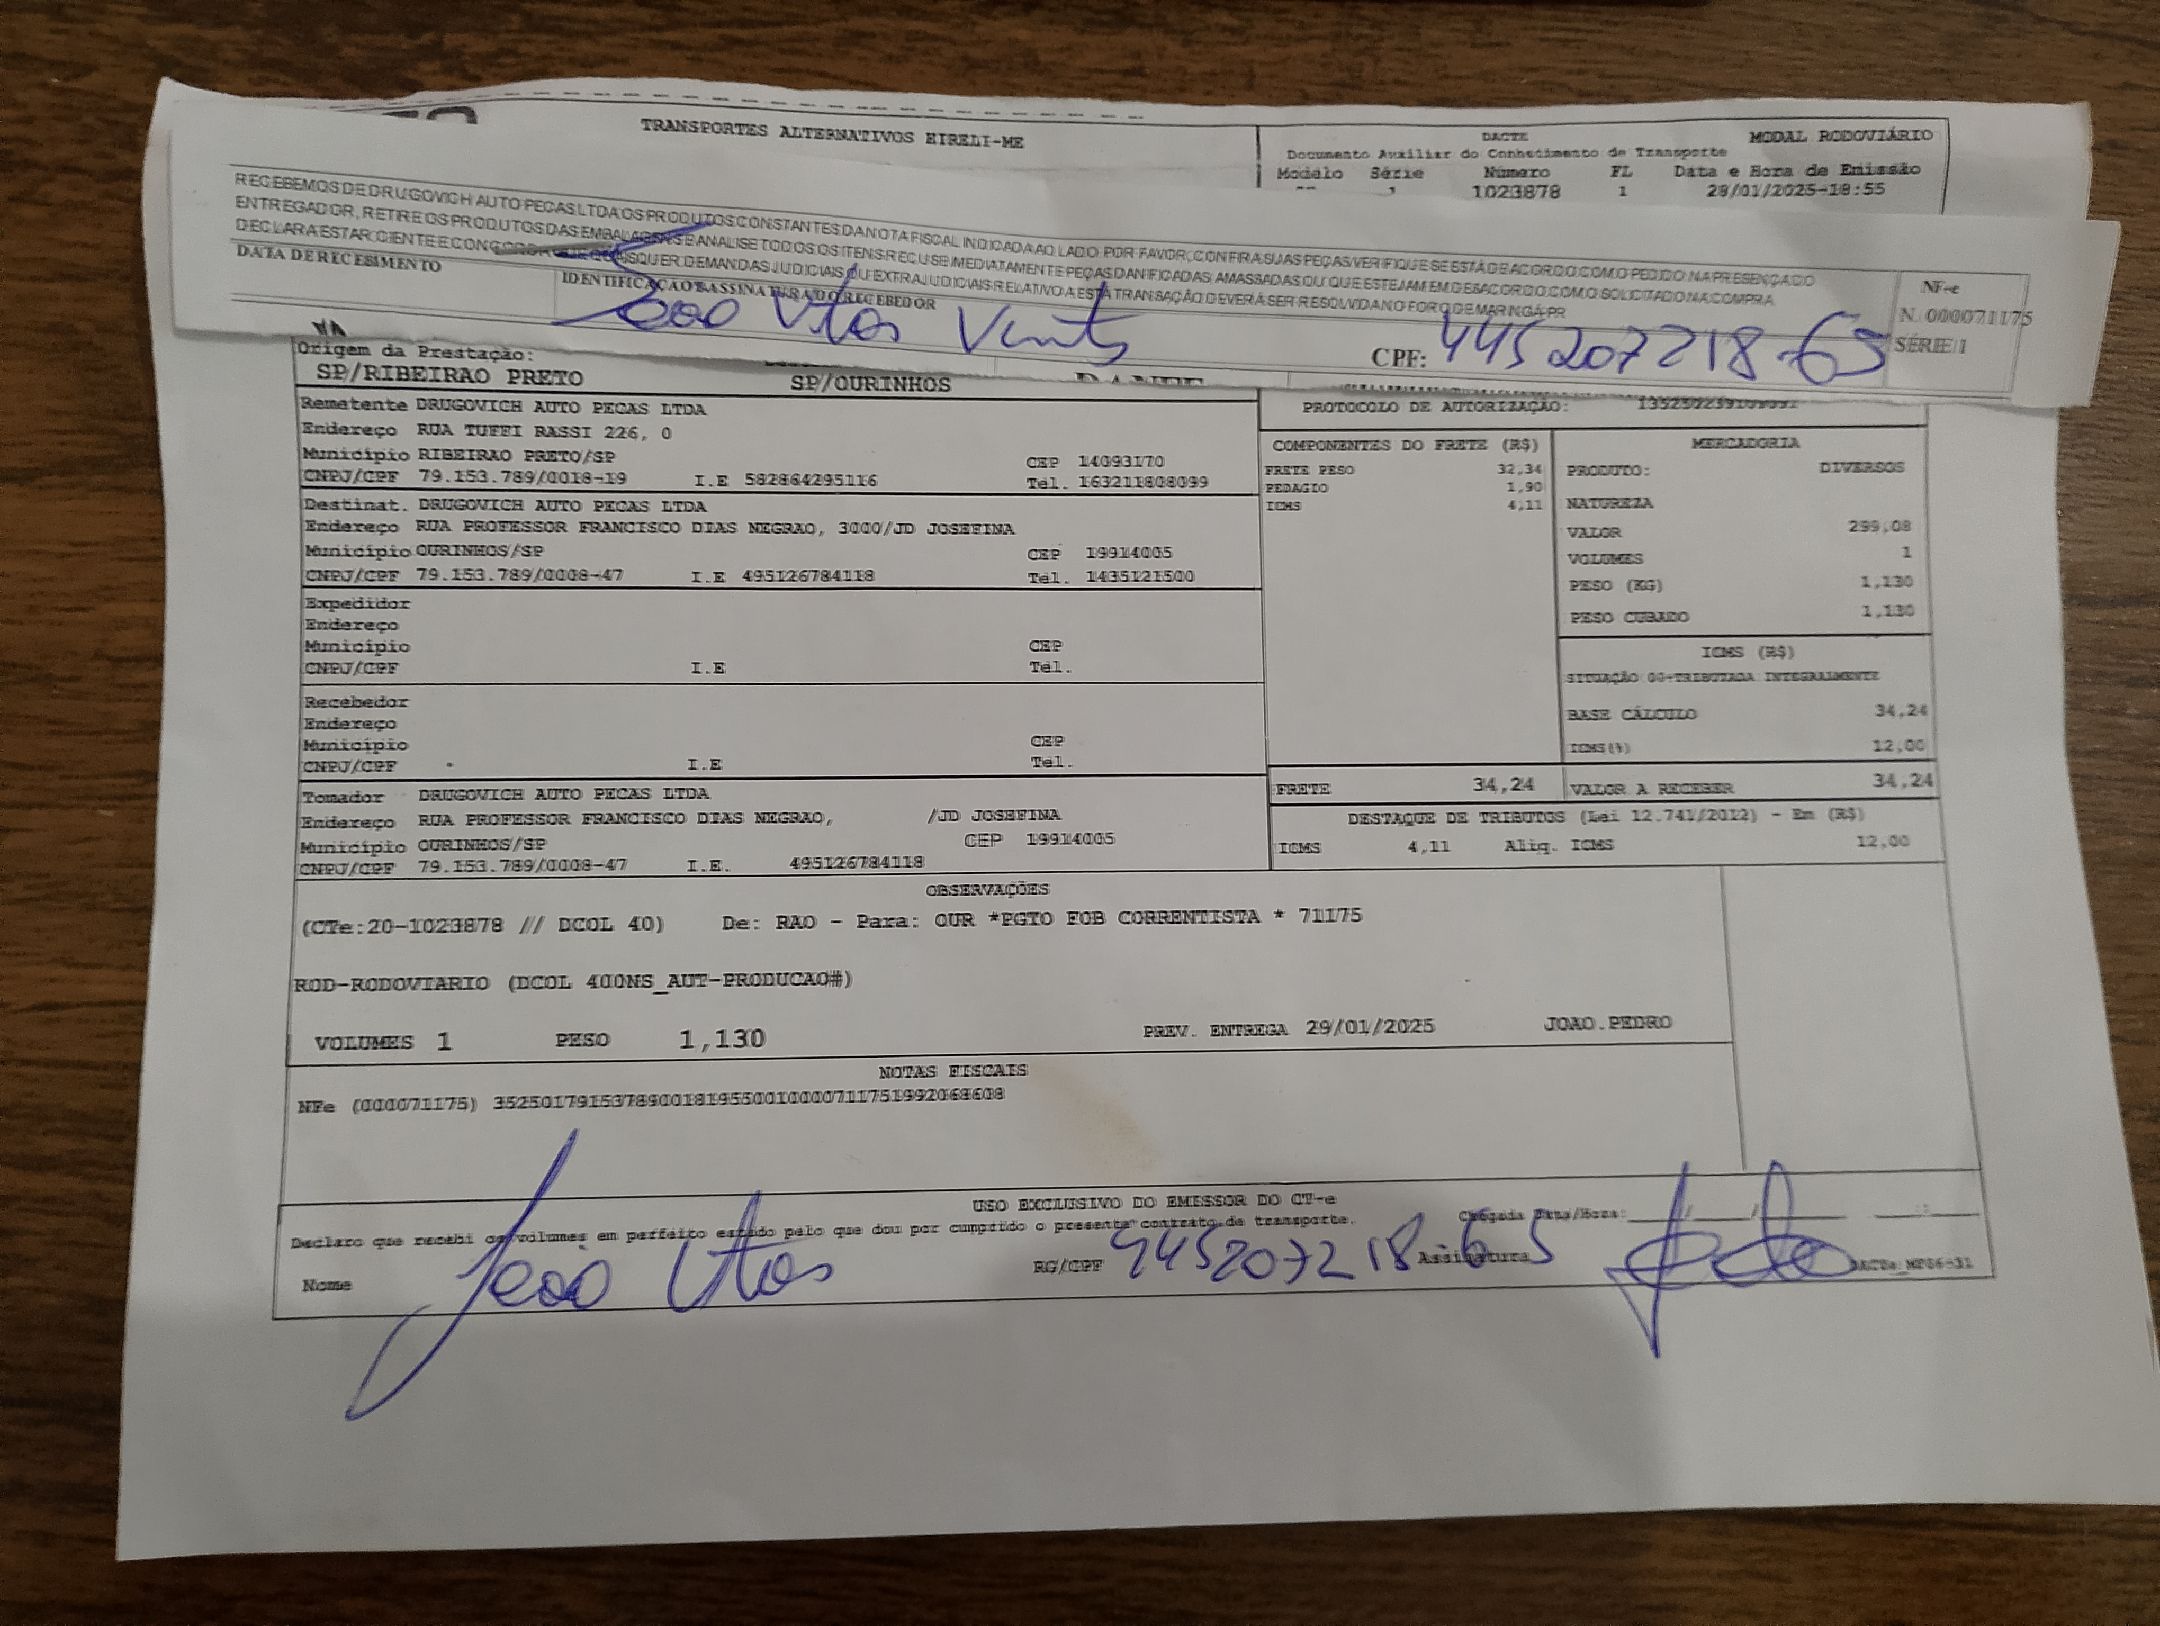 TRANSPORTES ALTERNATIVOS EIRELI-ME
DACTE MODAL RODOVIÁRIO
Documento Auxiliar do Conhecimento de Transporte
Modelo Série Número FL Data e Hora de Emissão
1023878 1 28/01/2025-18:55
RECEBEMOS DE DRUGOVICH AUTO PECAS LTDA OS PRODUTOS CONSTANTES DA NOTA FISCAL INDICADA AO LADO. POR FAVOR, CONFIRA SUAS PEÇAS, VERIFIQUE SE ESTÁ DE ACORDO COM O PEDIDO. NA PRESENÇA DO
ENTREGADOR, RETIRE OS PRODUTOS DAS EMBALAGENS E ANALISE TODOS OS ITENS. RECUSE IMEDIATAMENTE PEÇAS DANIFICADAS, AMASSADAS OU QUE ESTEJAM EM DESACORDO COM O SOLICITADO NA COMPRA.
DECLARA ESTAR CIENTE E QUAISQUER DEMANDAS JUDICIAIS OU EXTRAJUDICIAIS RELATIVO A ESTA TRANSAÇÃO DEVERÁ SER RESOLVIDA NO FORO DE MARINGÁ-PR
DATA DE RECEBIMENTO IDENTIFICAÇÃO E ASSINATURA DO RECEBEDOR
NF-e
N. 000071175
SÉRIE 1
CPF: 445207218-65
Origem da Prestação:
SP/RIBEIRAO PRETO SP/OURINHOS
Remetente DRUGOVICH AUTO PECAS LTDA
Endereço RUA TUFFI RASSI 226, 0
Município RIBEIRAO PRETO/SP CEP 14093170
CNPJ/CPF 79.153.789/0018-19 I.E 582864295116 Tel. 163211808099
Destinat. DRUGOVICH AUTO PECAS LTDA
Endereço RUA PROFESSOR FRANCISCO DIAS NEGRAO, 3000/JD JOSEFINA
Município OURINHOS/SP CEP 19914005
CNPJ/CPF 79.153.789/0008-47 I.E 495126784118 Tel. 1435121500
Expedidor
Endereço
Município CEP
CNPJ/CPF I.E Tel.
Recebedor
Endereço
Município CEP
CNPJ/CPF I.E Tel.
Tomador DRUGOVICH AUTO PECAS LTDA
Endereço RUA PROFESSOR FRANCISCO DIAS NEGRAO, /JD JOSEFINA
Município OURINHOS/SP CEP 19914005
CNPJ/CPF 79.153.789/0008-47 I.E. 495126784118
PROTOCOLO DE AUTORIZAÇÃO:
COMPONENTES DO FRETE (R$)
FRETE PESO 32,34
PEDAGIO 1,90
ICMS 4,11
MERCADORIA
PRODUTO: DIVERSOS
NATUREZA
VALOR 299,08
VOLUMES 1
PESO (KG) 1,130
PESO CUBADO 1,130
ICMS (R$)
SITUAÇÃO 00-TRIBUTADA INTEGRALMENTE
BASE CÁLCULO 34,24
ICMS(%) 12,00
FRETE 34,24 VALOR A RECEBER 34,24
DESTAQUE DE TRIBUTOS (Lei 12.741/2012) - Em (R$)
ICMS 4,11 Aliq. ICMS 12,00
OBSERVAÇÕES
(CTe:20-1023878 /// DCOL 40) De: RAO - Para: OUR *PGTO FOB CORRENTISTA * 71175
ROD-RODOVIARIO (DCOL 400NS_AUT-PRODUCAO#)
VOLUMES 1 PESO 1,130 PREV. ENTREGA 29/01/2025 JOAO.PEDRO
NOTAS FISCAIS
NFe (000071175)
USO EXCLUSIVO DO EMISSOR DO CT-e
Declaro que recebi os volumes em perfeito estado pelo que dou por cumprido o presente contrato de transporte. Chegada Data/Hora: / / :
Nome RG/CPF 445207218-65 Assinatura